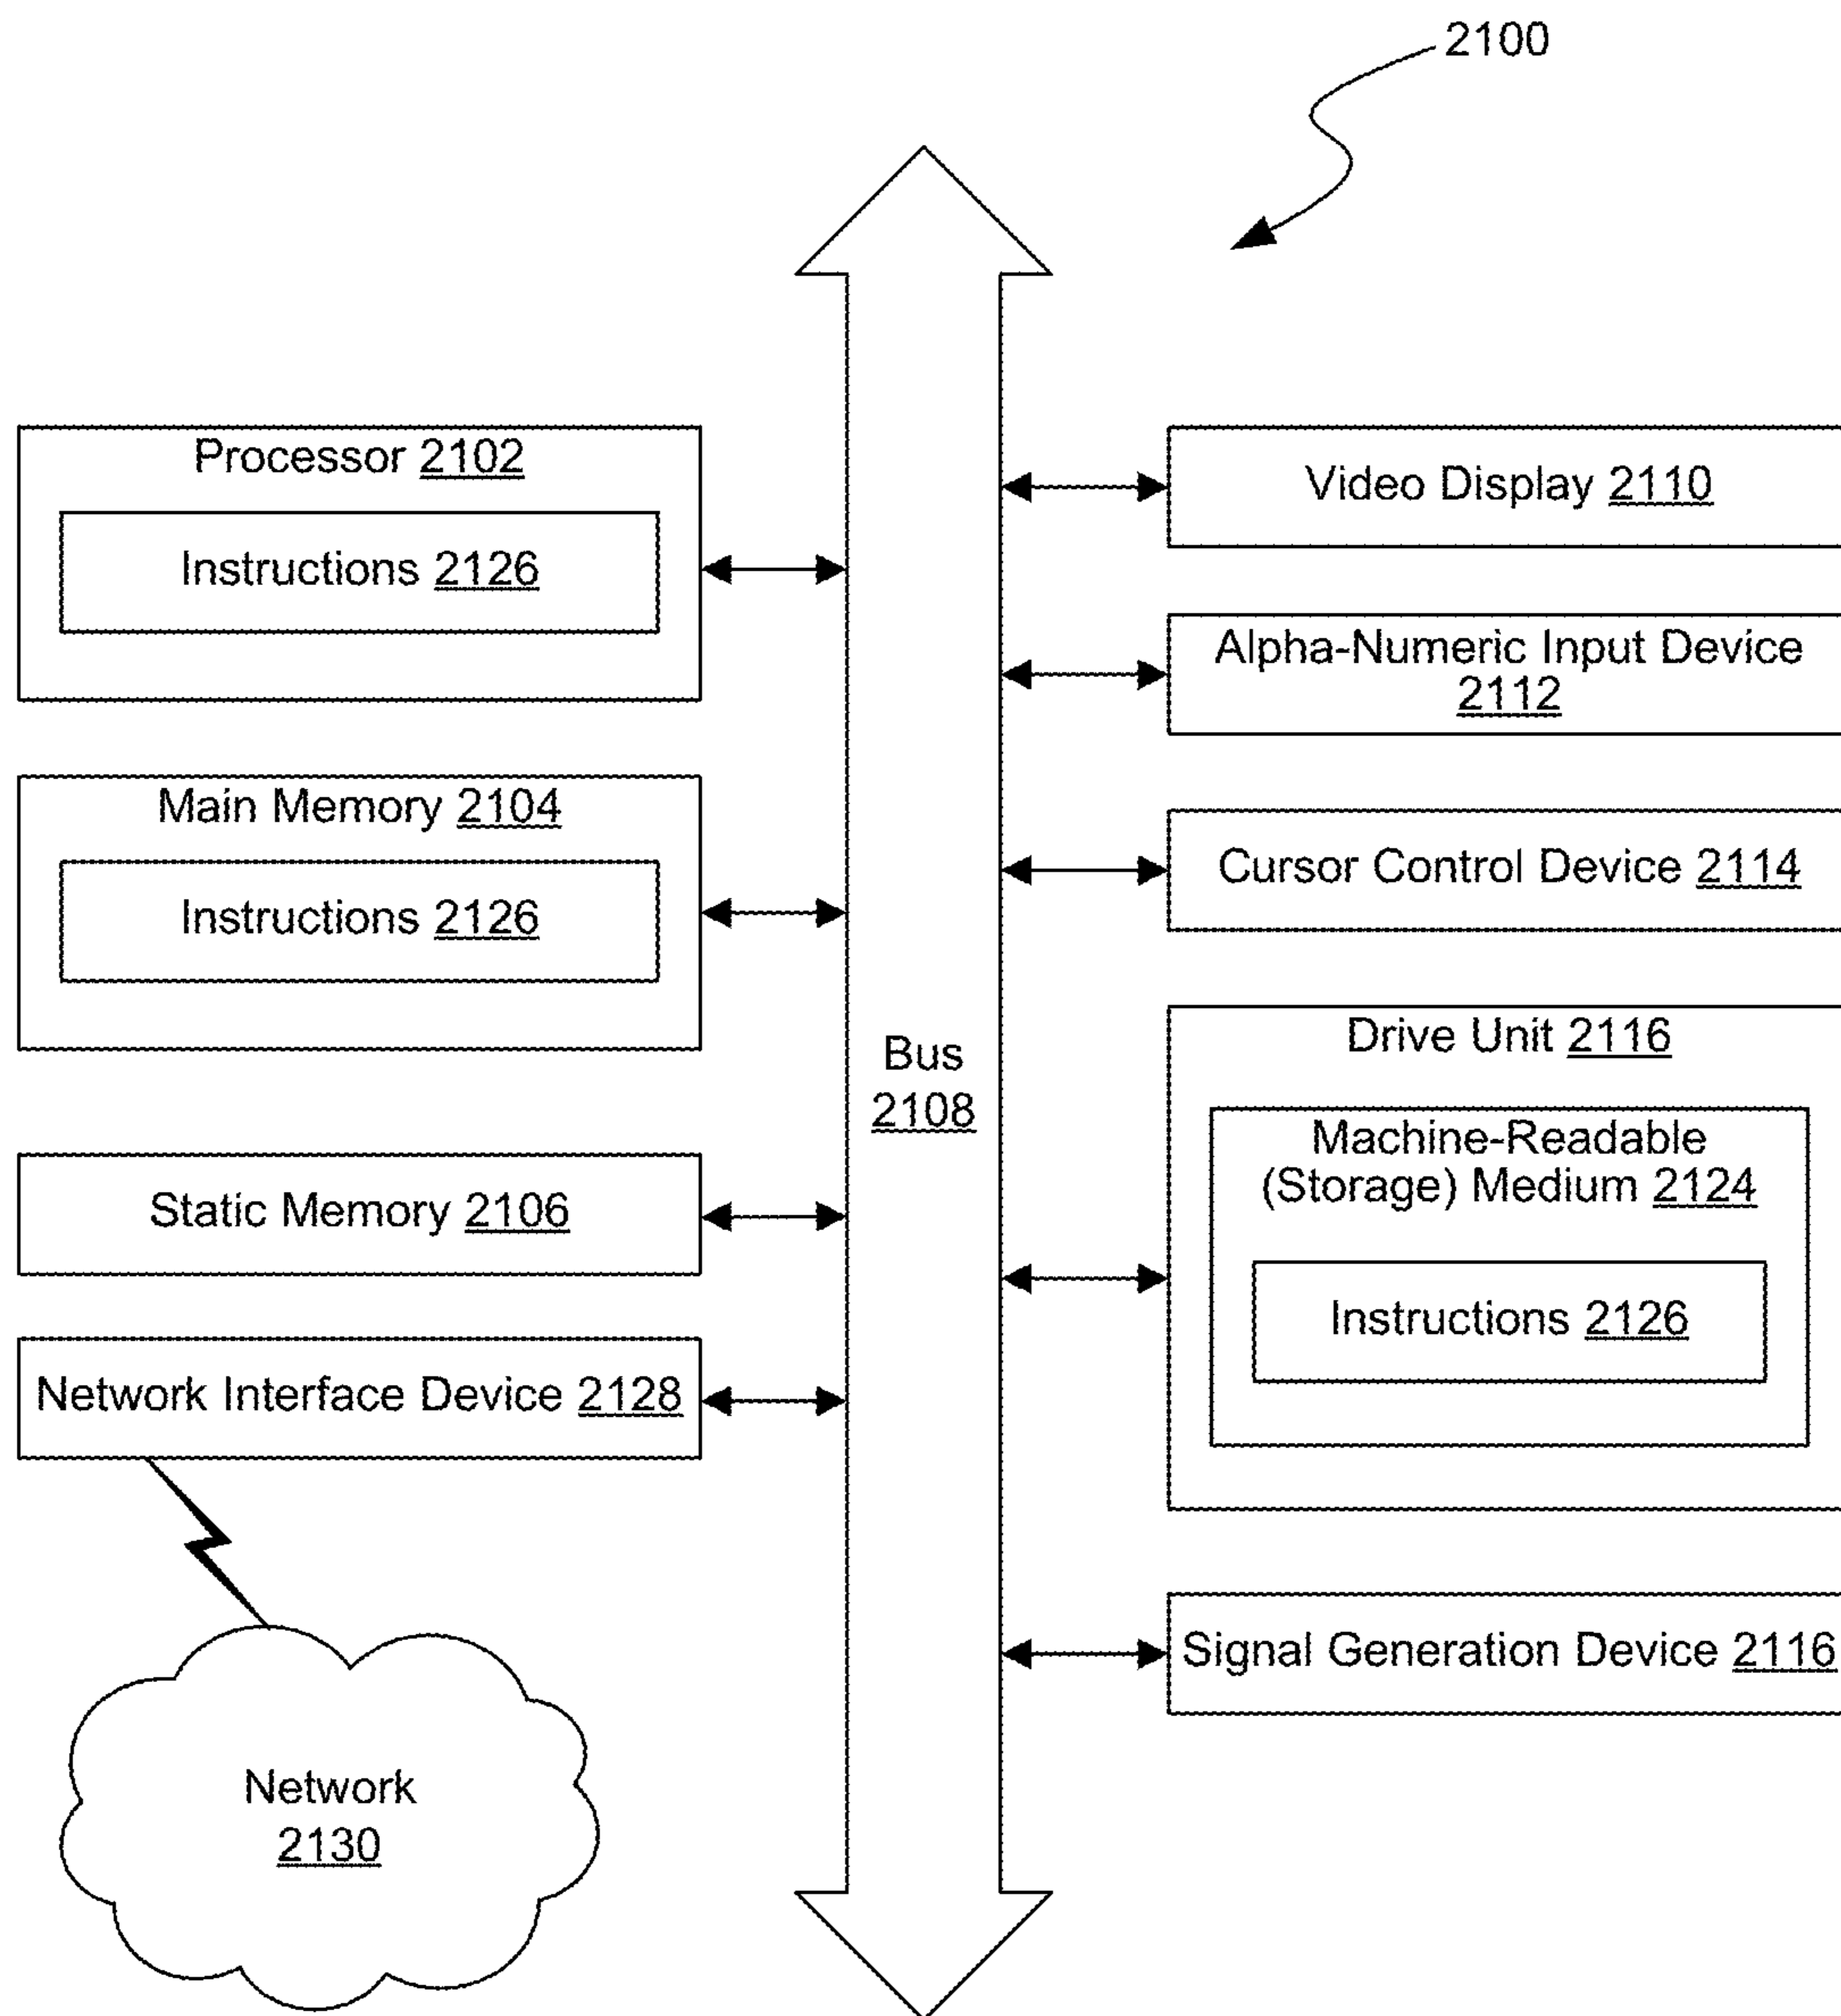 2100
Processor 2102
Instructions 2126
Main Memory 2104
Instructions 2126
Static Memory 2106
Network Interface Device 2128
Network
2130
Bus
2108
Video Display 2110
Alpha-Numeric Input Device
2112
Cursor Control Device 2114
Drive Unit 2116
Machine-Readable
(Storage) Medium 2124
Instructions 2126
Signal Generation Device 2116